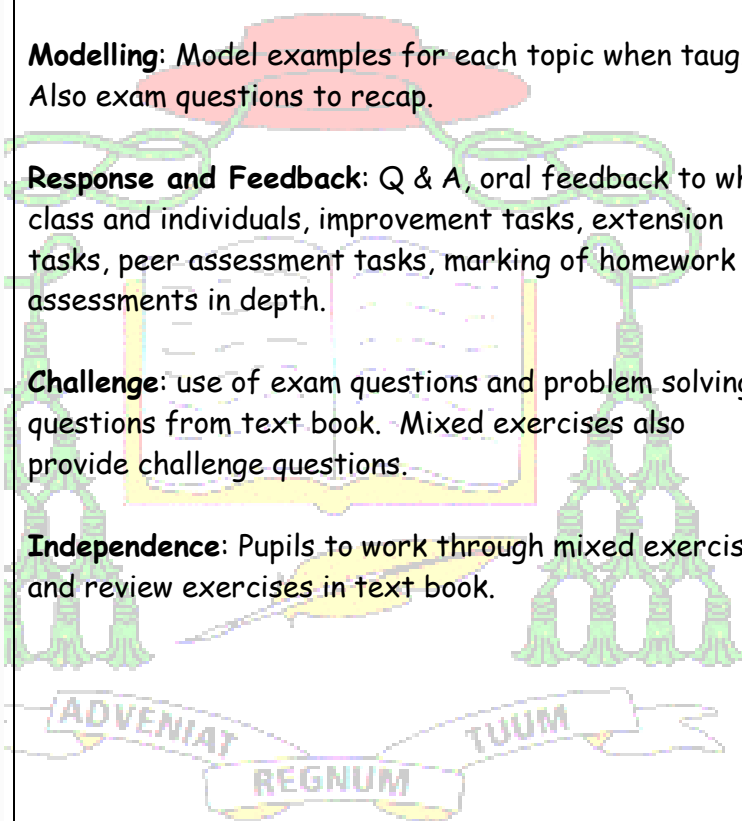 Modelling: Model examples for each topic when taug
Also exam questions to recap.
Response and Feedback: Q & A, oral feedback to wh
class and individuals, improvement tasks, extension
tasks, peer assessment tasks, marking of homework
assessments in depth.
Challenge: use of exam questions and problem solving
questions from text book. Mixed exercises also
provide challenge questions.
Independence: Pupils to work through mixed exercis
and review exercises in text book.
ADVENIAT
REGNUM
TUUM